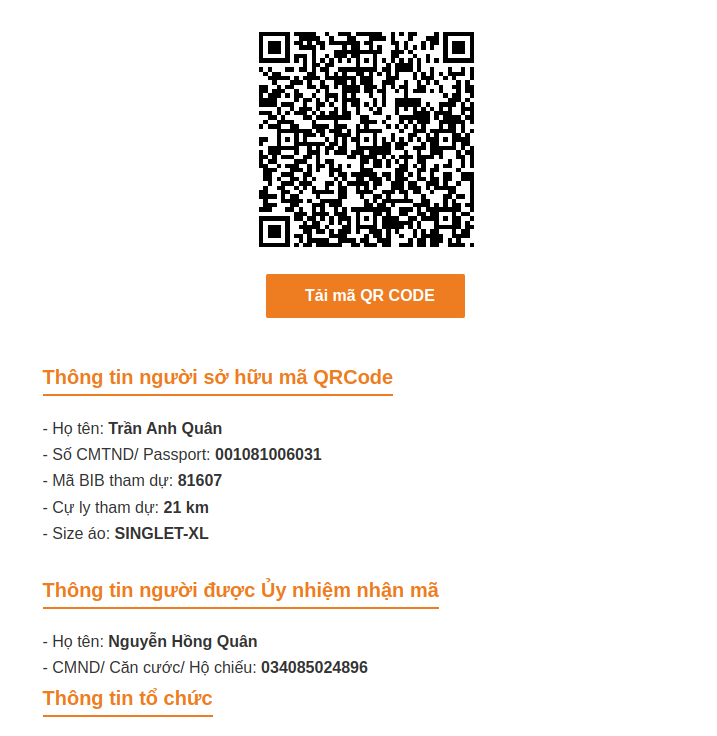 Tải mã QR CODE
Thông tin người sở hữu mã QRCode
- Họ tên: Trần Anh Quân
- Số CMTND/ Passport: 001081006031
- Mã BIB tham dự: 81607
- Cự ly tham dự: 21 km
- Size áo: SINGLET-XL
Thông tin người được Ủy nhiệm nhận mã
- Họ tên: Nguyễn Hồng Quân
- CMND/ Căn cước/ Hộ chiếu: 034085024896
Thông tin tổ chức